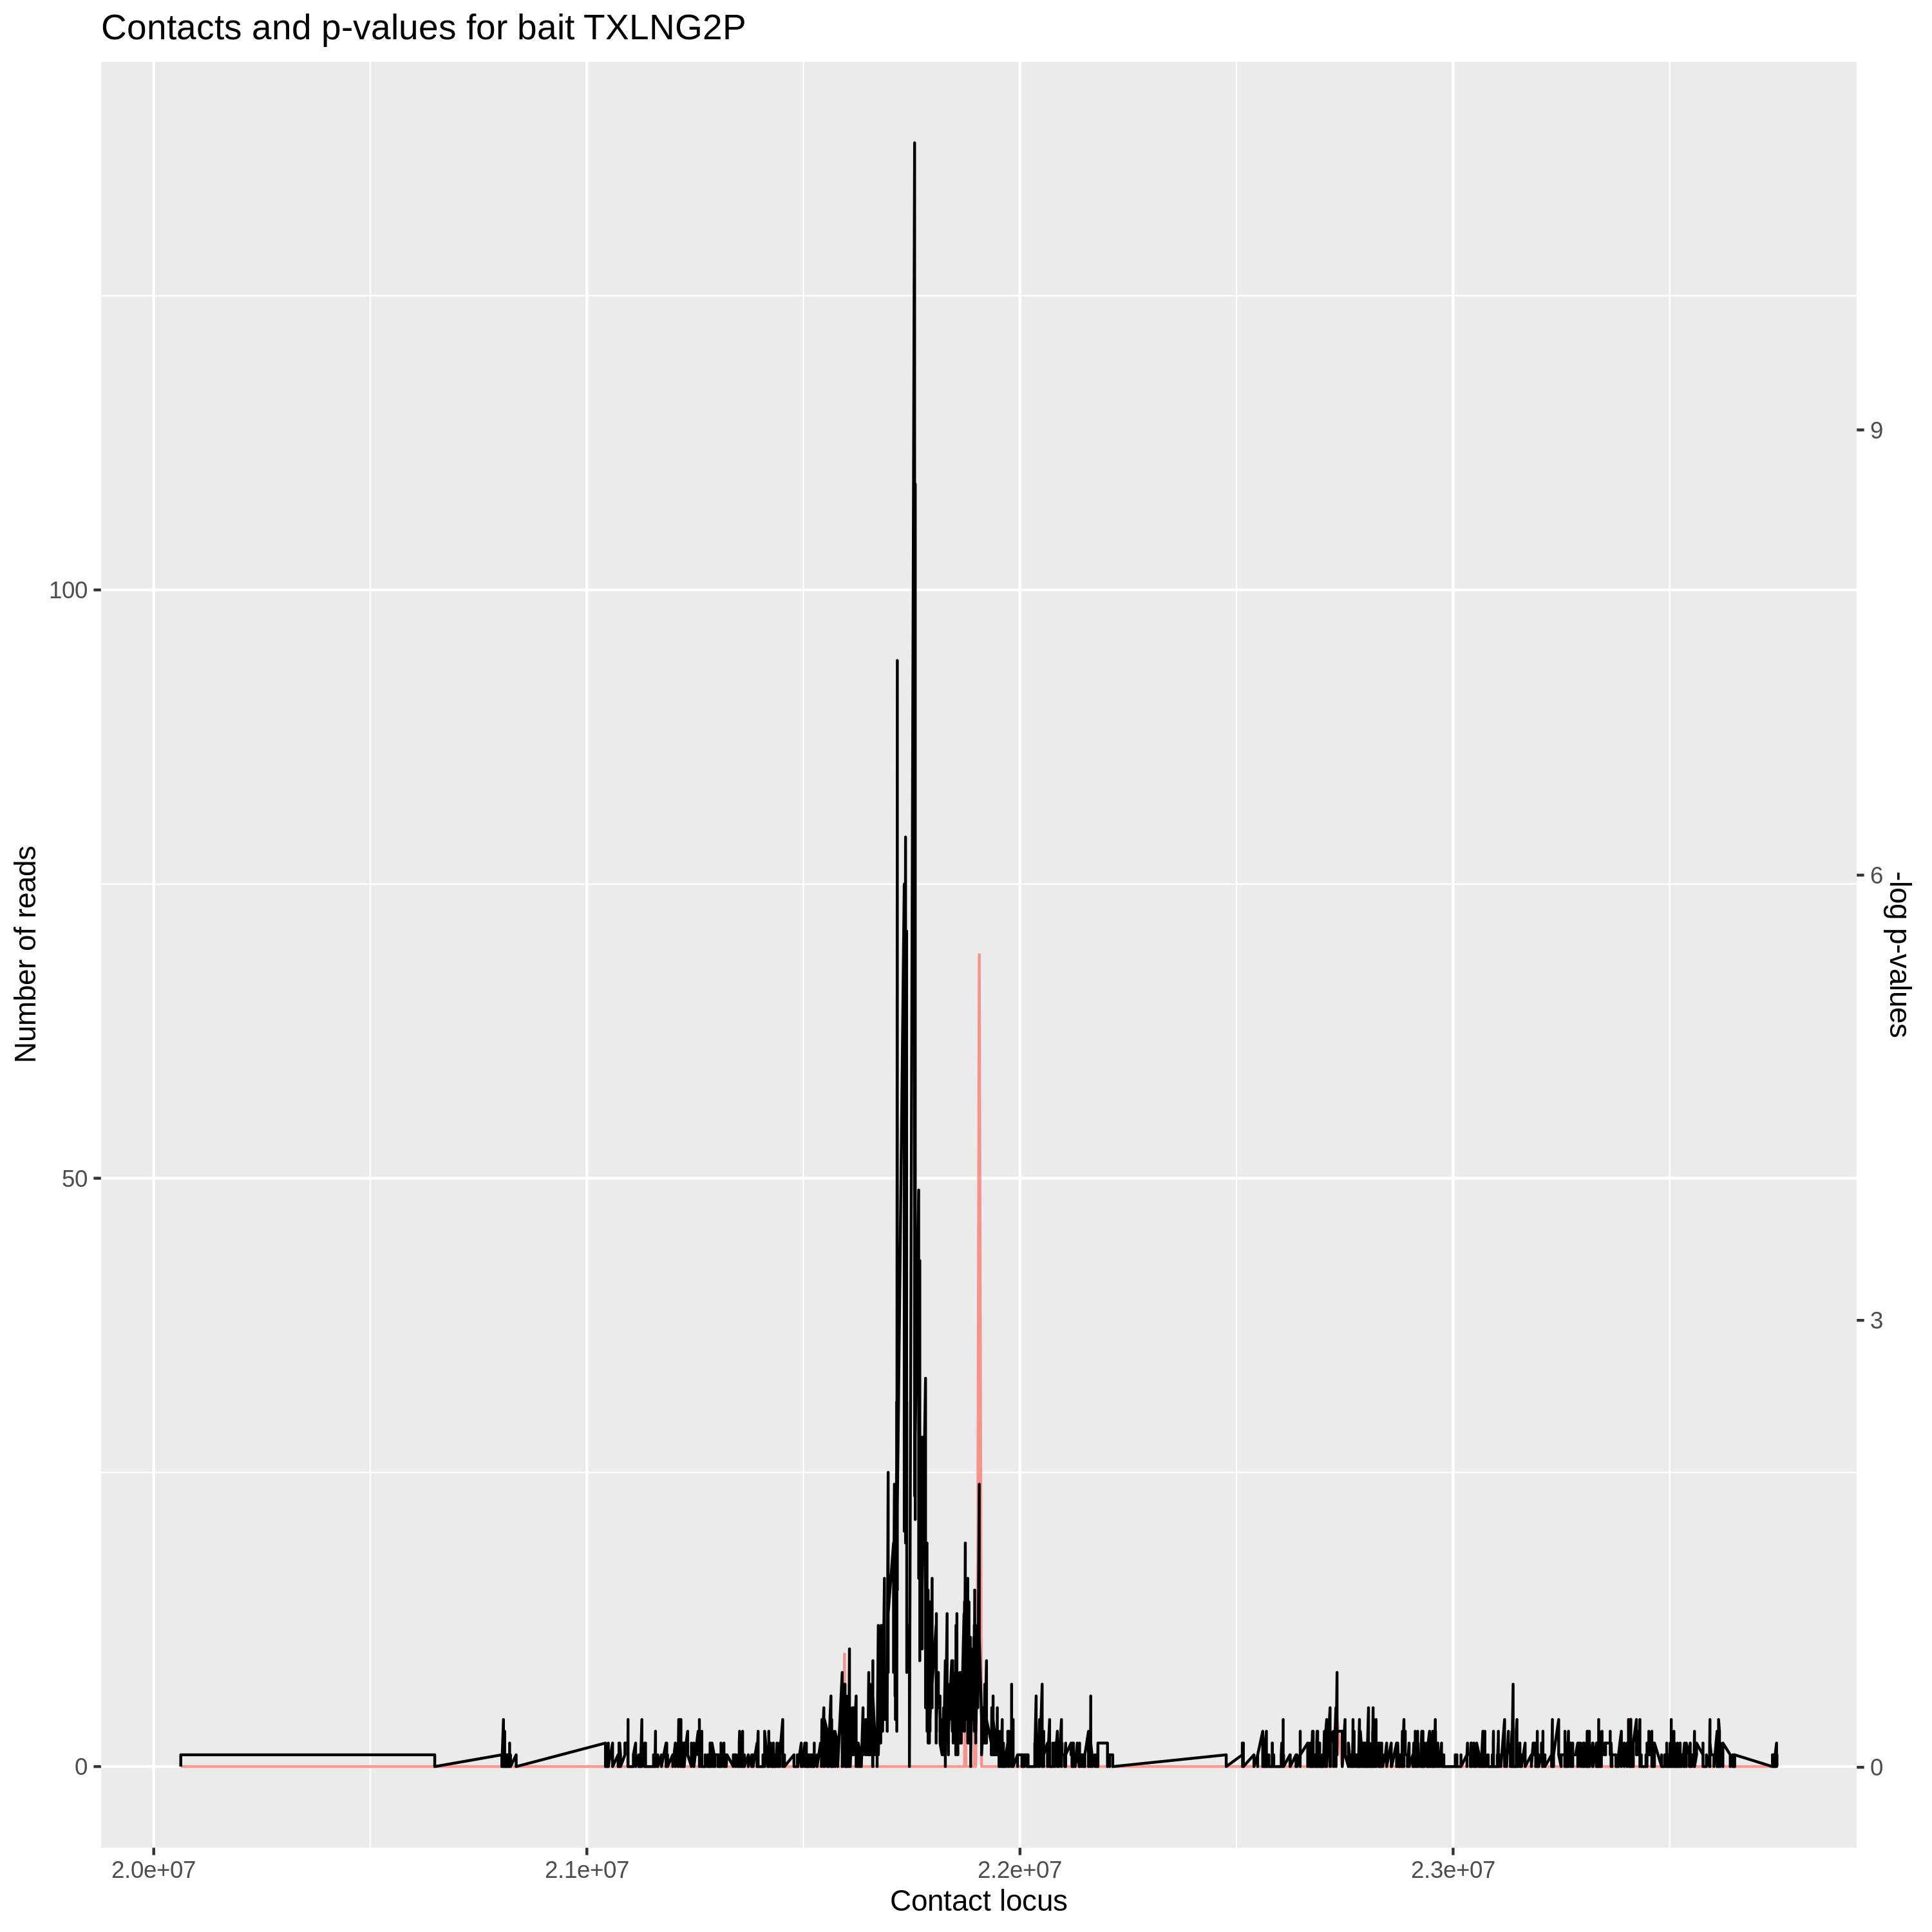 Contacts and p-values for bait TXLNG2P
Number of reads
100
50
0
9
6
3
0
-log p-values
2.0e+07
2.1e+07
2.2e+07
2.3e+07
Contact locus